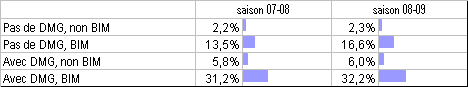 saison 07-08 saison 08-09
Pas de DMG, non BIM 2,2% 2,3%
Pas de DMG, BIM 13,5% 16,6%
Avec DMG, non BIM 5,8% 6,0%
Avec DMG, BIM 31,2% 32,2%